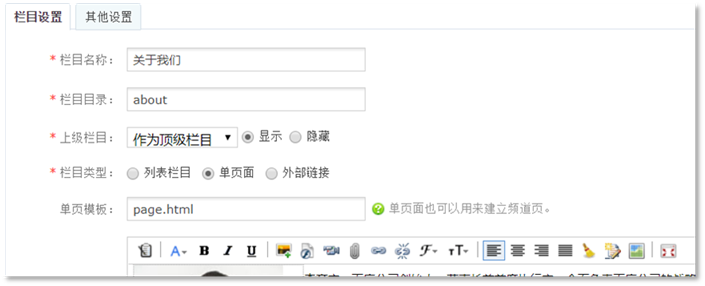 栏目设置 其他设置
* 栏目名称： 关于我们
* 栏目目录： about
* 上级栏目： 作为顶级栏目 显示 隐藏
* 栏目类型： 列表栏目 单页面 外部链接
单页模板： page.html 单页面也可以用来建立频道页。
A B I U F TT